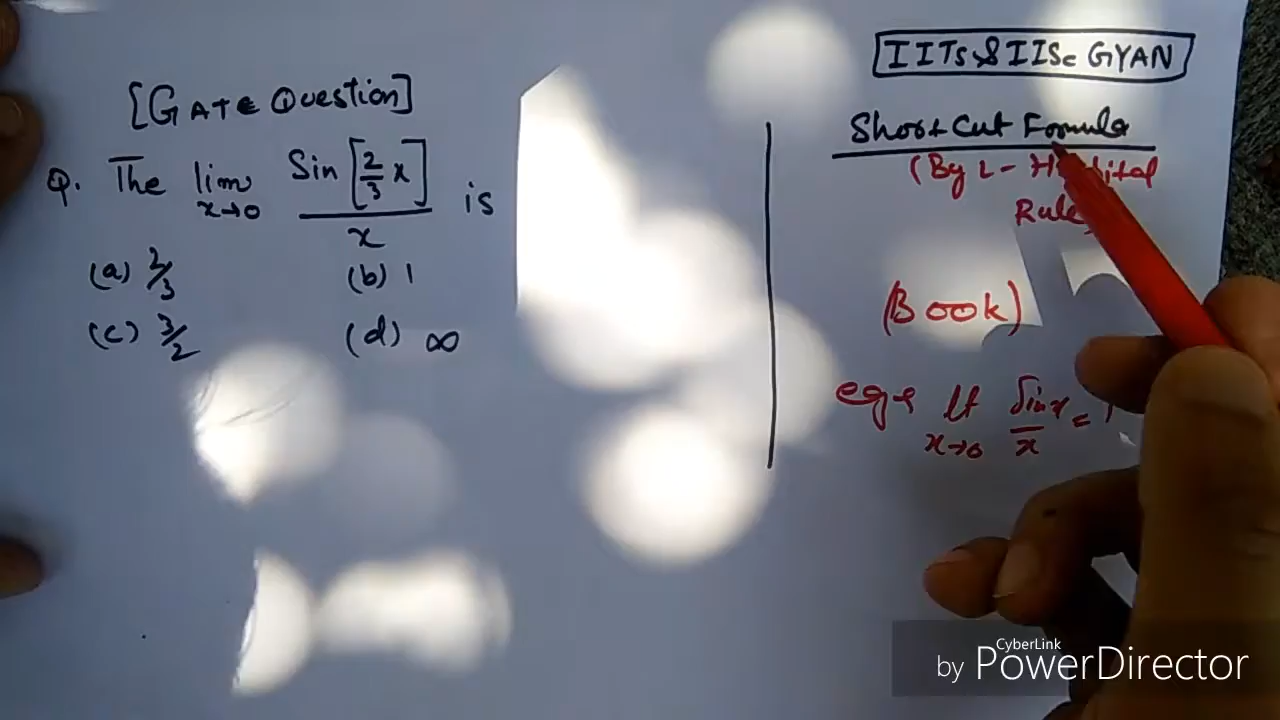 [GATE Question]
Q. The lim x→0 Sin [2/3 x] / x is
(a) 2/3 (b) 1
(c) 3/2 (d) ∞
IITs & IISc GYAN
Short Cut Formula
(By L-
Rule
(Book)
eg-: lt x→0 Sinx/x =
CyberLink
by PowerDirector